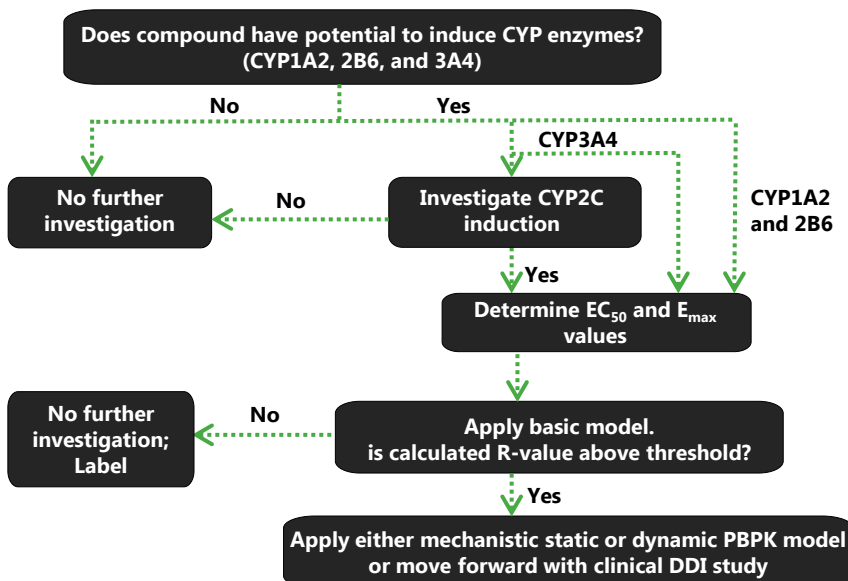 Does compound have potential to induce CYP enzymes?
(CYP1A2, 2B6, and 3A4)
No
Yes
CYP3A4
No further
investigation
No
Investigate CYP2C
induction
CYP1A2
and 2B6
Yes
Determine EC50 and Emax
values
No further
investigation;
Label
No
Apply basic model.
is calculated R-value above threshold?
Yes
Apply either mechanistic static or dynamic PBPK model
or move forward with clinical DDI study